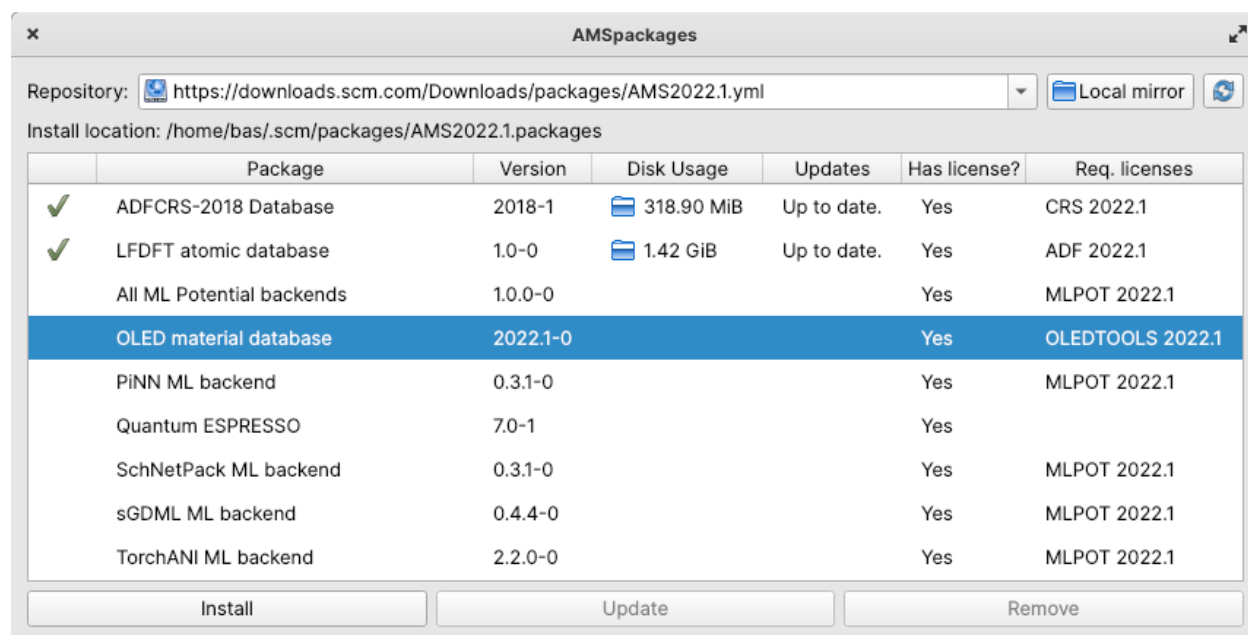 AMSpackages
Repository: https://downloads.scm.com/Downloads/packages/AMS2022.1.yml Local mirror
Install location: /home/bas/.scm/packages/AMS2022.1.packages
Package Version Disk Usage Updates Has license? Req. licenses
ADFCRS-2018 Database 2018-1 318.90 MiB Up to date. Yes CRS 2022.1
LFDFT atomic database 1.0-0 1.42 GiB Up to date. Yes ADF 2022.1
All ML Potential backends 1.0.0-0 Yes MLPOT 2022.1
OLED material database 2022.1-0 Yes OLEDTOOLS 2022.1
PiNN ML backend 0.3.1-0 Yes MLPOT 2022.1
Quantum ESPRESSO 7.0-1 Yes
SchNetPack ML backend 0.3.1-0 Yes MLPOT 2022.1
sGDML ML backend 0.4.4-0 Yes MLPOT 2022.1
TorchANI ML backend 2.2.0-0 Yes MLPOT 2022.1
Install Update Remove